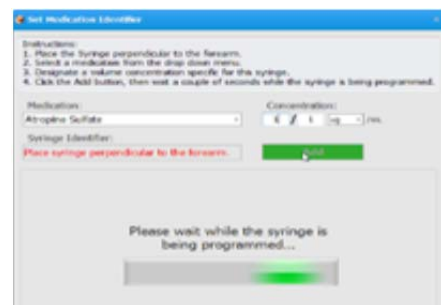 Set Medication Identifier
Instructions:
1. Place the Syringe perpendicular to the forearm.
2. Select a medication from the drop down menu.
3. Designate a volume concentration specific for this syringe.
4. Click the Add button, then wait a couple of seconds while the syringe is being programmed.
Medication: Concentration:
Atropine Sulfate / 1
Syringe Identifier:
Place syringe perpendicular to the forearm. Add
Please wait while the syringe is
being programmed...